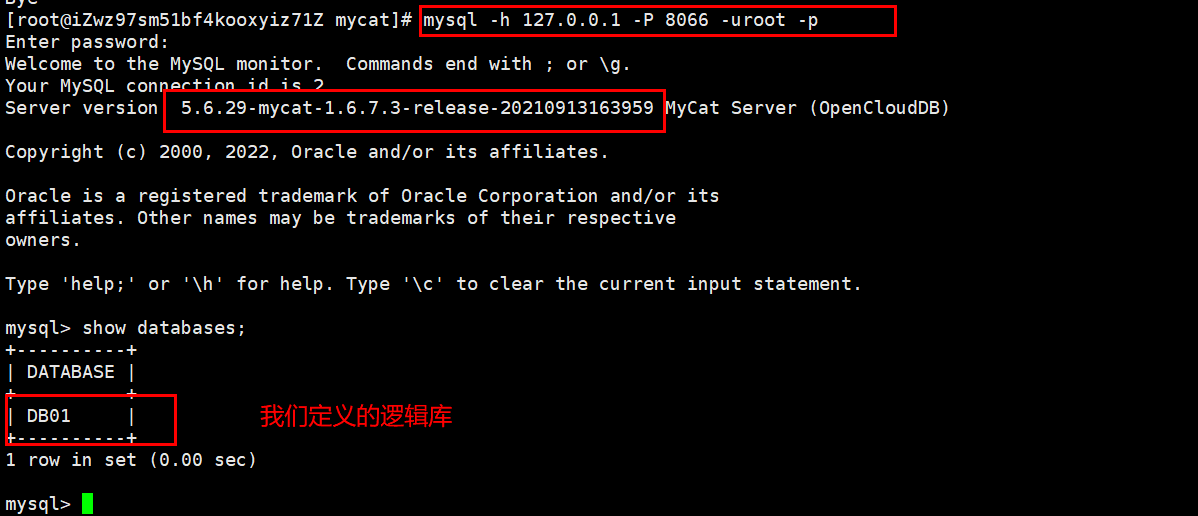 Bye
[root@iZwz97sm51bf4kooxyiz71Z mycat]# mysql -h 127.0.0.1 -P 8066 -uroot -p
Enter password:
Welcome to the MySQL monitor.  Commands end with ; or \g.
Your MySQL connection id is 2
Server version  5.6.29-mycat-1.6.7.3-release-20210913163959 MyCat Server (OpenCloudDB)
Copyright (c) 2000, 2022, Oracle and/or its affiliates.
Oracle is a registered trademark of Oracle Corporation and/or its
affiliates. Other names may be trademarks of their respective
owners.
Type 'help;' or '\h' for help. Type '\c' to clear the current input statement.
mysql> show databases;
+----------+
| DATABASE |
+----------+
| DB01     | 我们定义的逻辑库
+----------+
1 row in set (0.00 sec)
mysql>